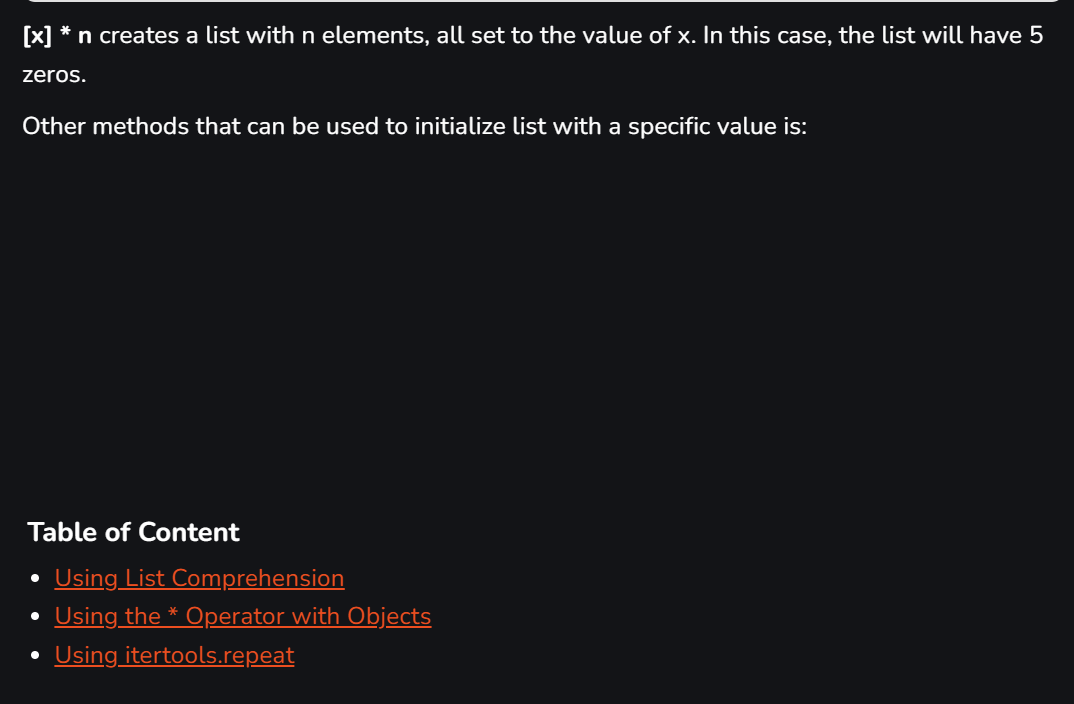 [x] * n creates a list with n elements, all set to the value of x. In this case, the list will have 5
zeros.
Other methods that can be used to initialize list with a specific value is:
Table of Content
Using List Comprehension
Using the * Operator with Objects
Using itertools.repeat